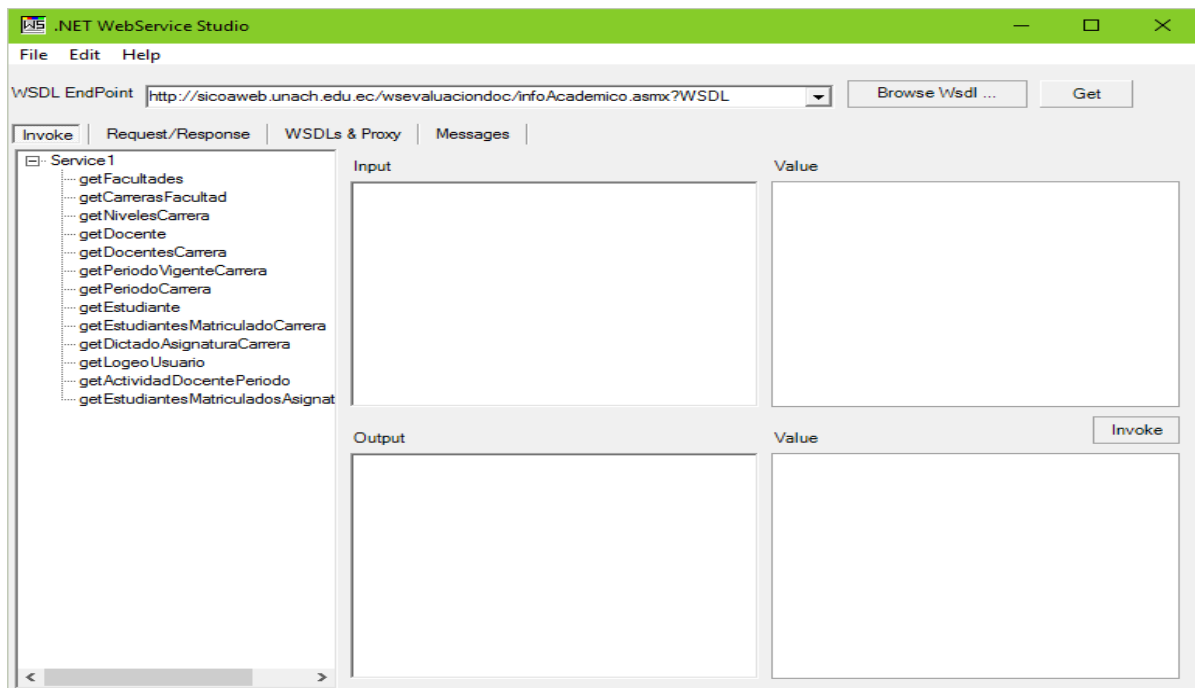 WS .NET WebService Studio
File Edit Help
WSDL EndPoint http://sicoaweb.unach.edu.ec/wsevaluaciondoc/infoAcademico.asmx?WSDL Browse Wsdl ... Get
Invoke Request/Response WSDLs & Proxy Messages
Service1
getFacultades
getCarrerasFacultad
getNivelesCarrera
getDocente
getDocentesCarrera
getPeriodoVigenteCarrera
getPeriodoCarrera
getEstudiante
getEstudiantesMatriculadoCarrera
getDictadoAsignaturaCarrera
getLogeoUsuario
getActividadDocentePeriodo
getEstudiantesMatriculadosAsignat
Input Value
Invoke
Output Value